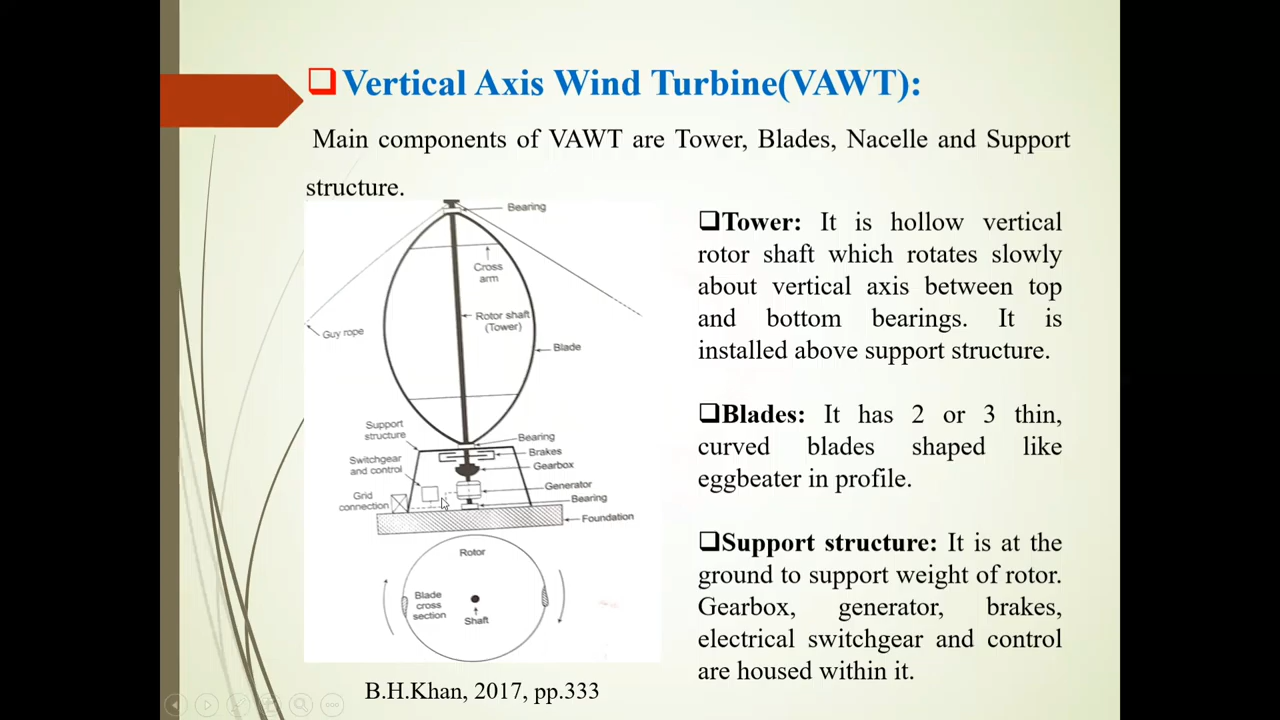 ❑ Vertical Axis Wind Turbine(VAWT):
Main components of VAWT are Tower, Blades, Nacelle and Support
structure.
Bearing
Cross
arm
Rotor shaft
(Tower)
Guy rope
Blade
Support
structure
Bearing
Brakes
Switchgear
and control
Gearbox
Generator
Grid
connection
Bearing
Foundation
Rotor
Blade
cross
section
Shaft
B.H.Khan, 2017, pp.333
❑Tower: It is hollow vertical
rotor shaft which rotates slowly
about vertical axis between top
and bottom bearings. It is
installed above support structure.
❑Blades: It has 2 or 3 thin,
curved blades shaped like
eggbeater in profile.
❑Support structure: It is at the
ground to support weight of rotor.
Gearbox, generator, brakes,
electrical switchgear and control
are housed within it.